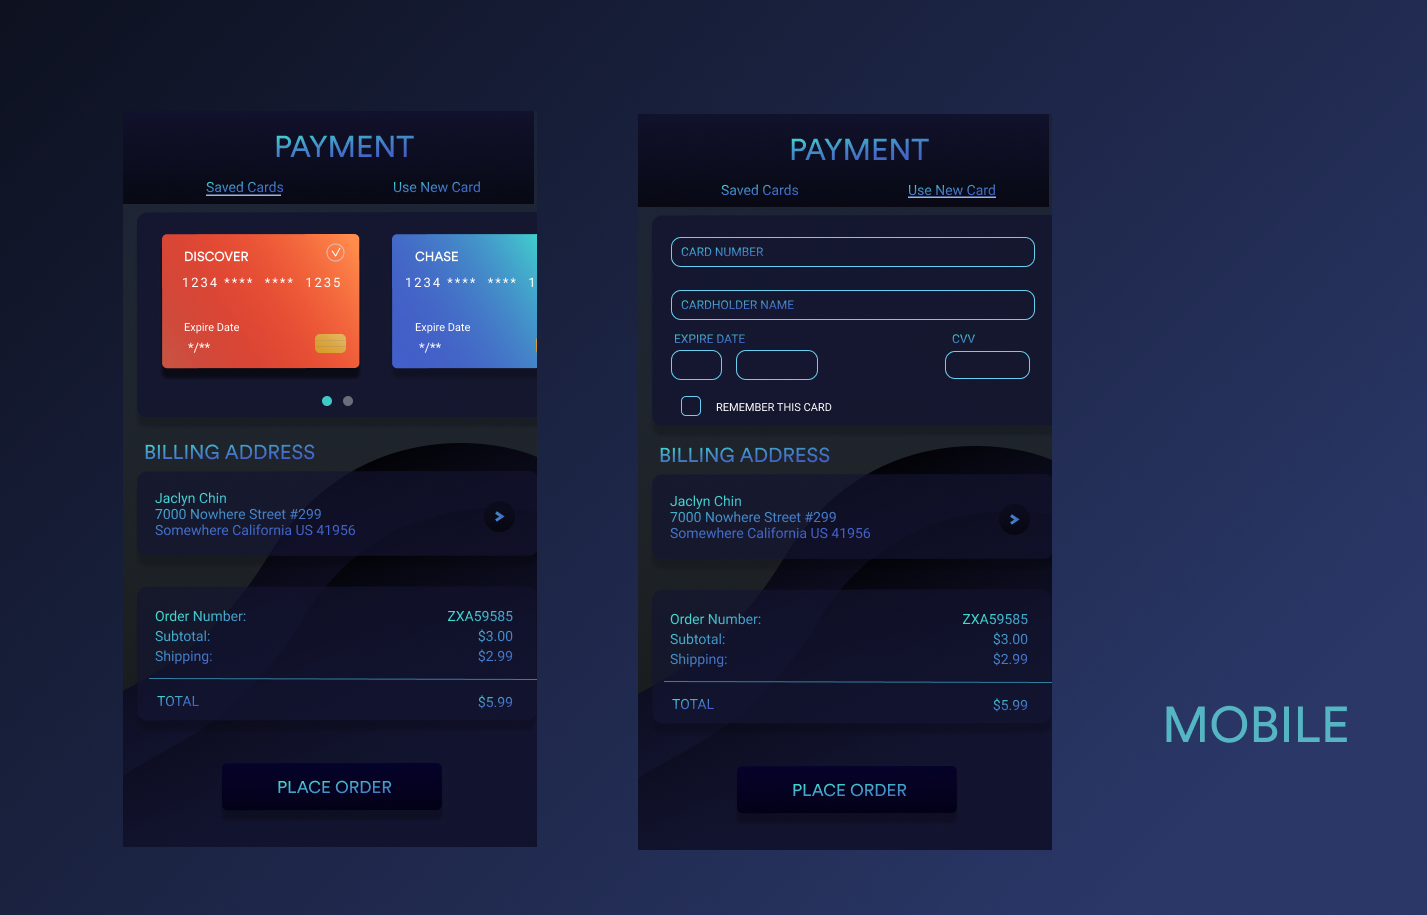 PAYMENT
Saved Cards Use New Card
DISCOVER
1234 **** **** 1235
Expire Date
*/**
CHASE
1234 **** **** 1
Expire Date
*/**
BILLING ADDRESS
Jaclyn Chin
7000 Nowhere Street #299
Somewhere California US 41956
Order Number: ZXA59585
Subtotal: $3.00
Shipping: $2.99
TOTAL $5.99
PLACE ORDER
PAYMENT
Saved Cards Use New Card
CARD NUMBER
CARDHOLDER NAME
EXPIRE DATE CVV
REMEMBER THIS CARD
BILLING ADDRESS
Jaclyn Chin
7000 Nowhere Street #299
Somewhere California US 41956
Order Number: ZXA59585
Subtotal: $3.00
Shipping: $2.99
TOTAL $5.99
PLACE ORDER
MOBILE